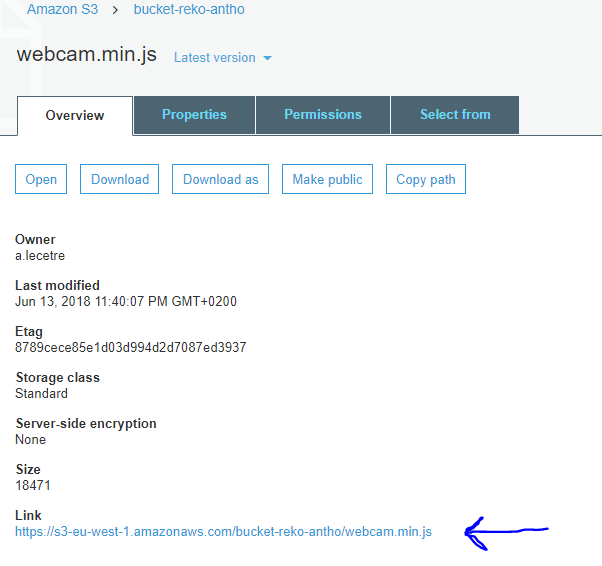 Amazon S3 > bucket-reko-antho
webcam.min.js Latest version
Overview Properties Permissions Select from
Open Download Download as Make public Copy path
Owner
a.lecetre
Last modified
Jun 13, 2018 11:40:07 PM GMT+0200
Etag
8789cece85e1d03d994d2d7087ed3937
Storage class
Standard
Server-side encryption
None
Size
18471
Link
https://s3-eu-west-1.amazonaws.com/bucket-reko-antho/webcam.min.js